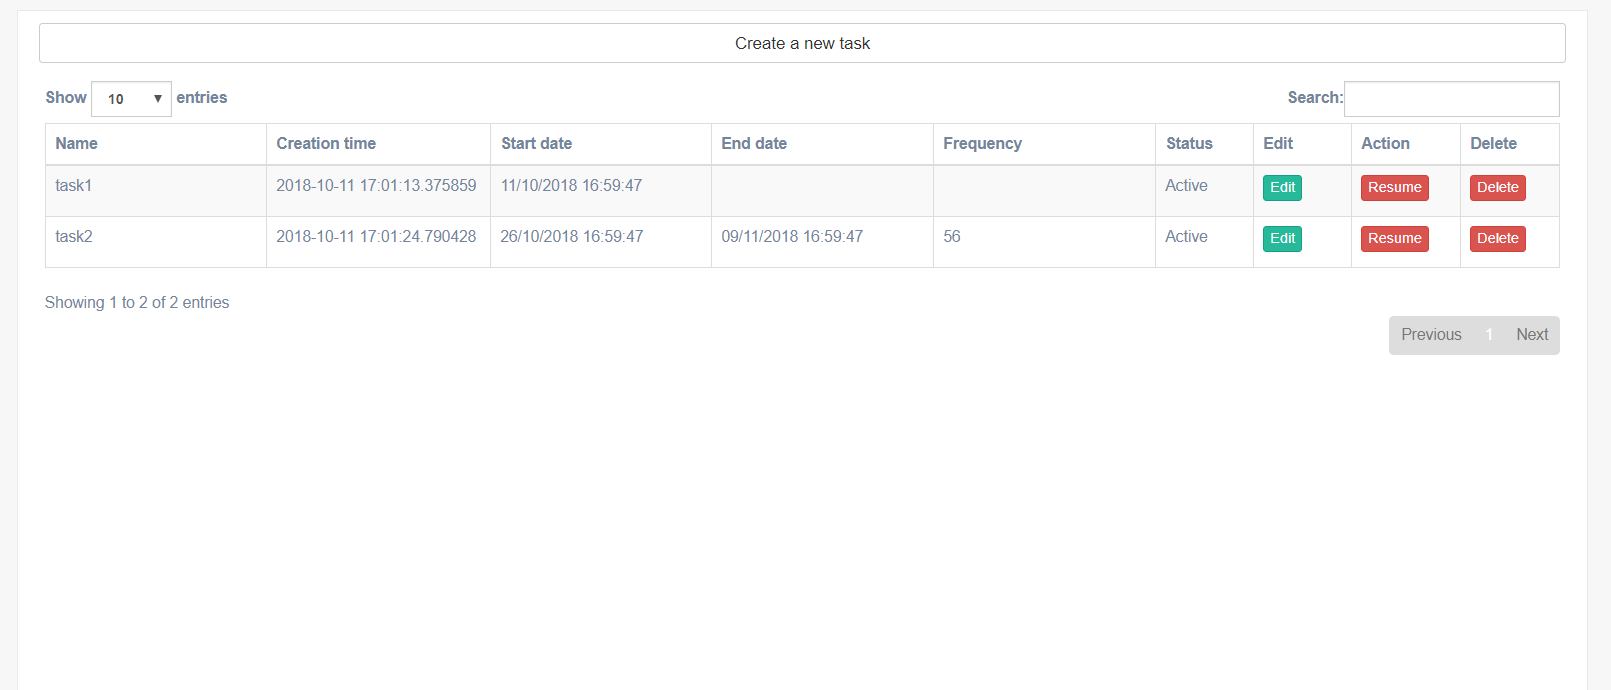 Create a new task
Show 10 entries Search:
Name Creation time Start date End date Frequency Status Edit Action Delete
task1 2018-10-11 17:01:13.375859 11/10/2018 16:59:47 Active Edit Resume Delete
task2 2018-10-11 17:01:24.790428 26/10/2018 16:59:47 09/11/2018 16:59:47 56 Active Edit Resume Delete
Showing 1 to 2 of 2 entries
Previous 1 Next